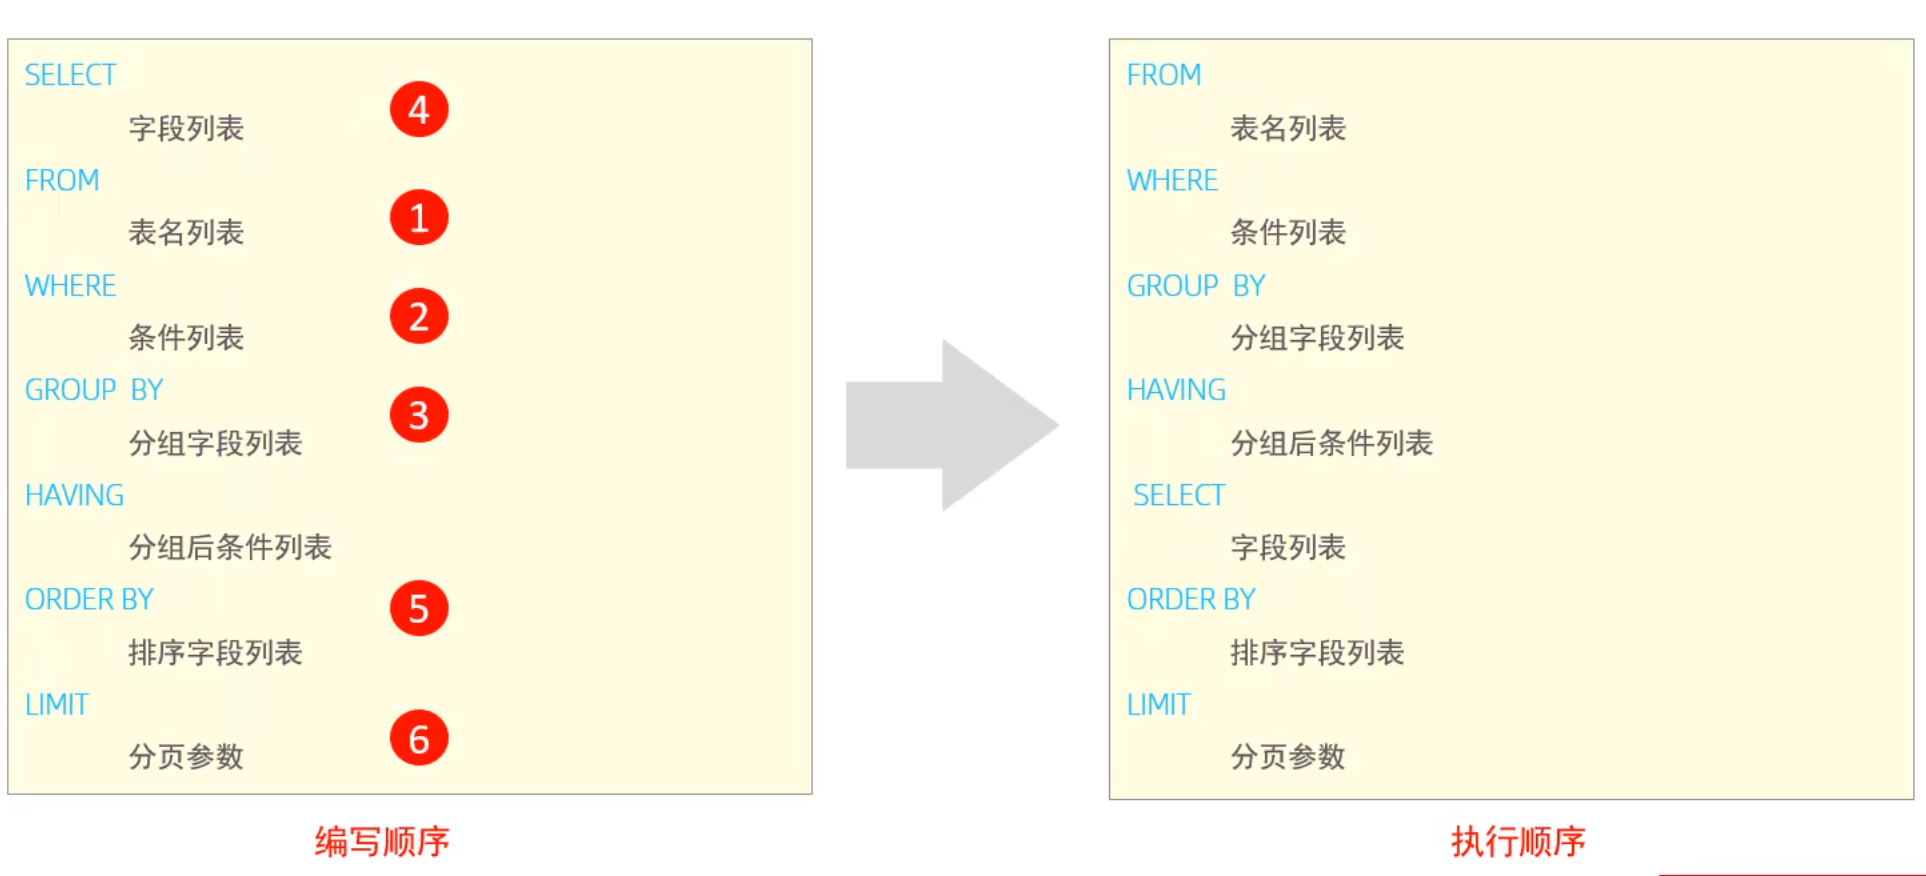 SELECT
字段列表
4
FROM
表名列表
1
WHERE
条件列表
2
GROUP BY
分组字段列表
3
HAVING
分组后条件列表
ORDER BY
排序字段列表
5
LIMIT
分页参数
6
编写顺序
FROM
表名列表
WHERE
条件列表
GROUP BY
分组字段列表
HAVING
分组后条件列表
SELECT
字段列表
ORDER BY
排序字段列表
LIMIT
分页参数
执行顺序